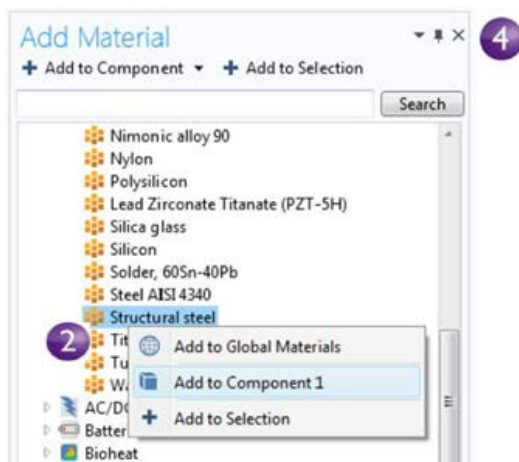 Add Material
4
Add to Component
Add to Selection
Search
Nimonic alloy 90
Nylon
Polysilicon
Lead Zirconate Titanate (PZT-5H)
Silica glass
Silicon
Solder, 60Sn-40Pb
Steel AISI 4340
Structural steel
2
Add to Global Materials
Add to Component 1
Add to Selection
Bioheat